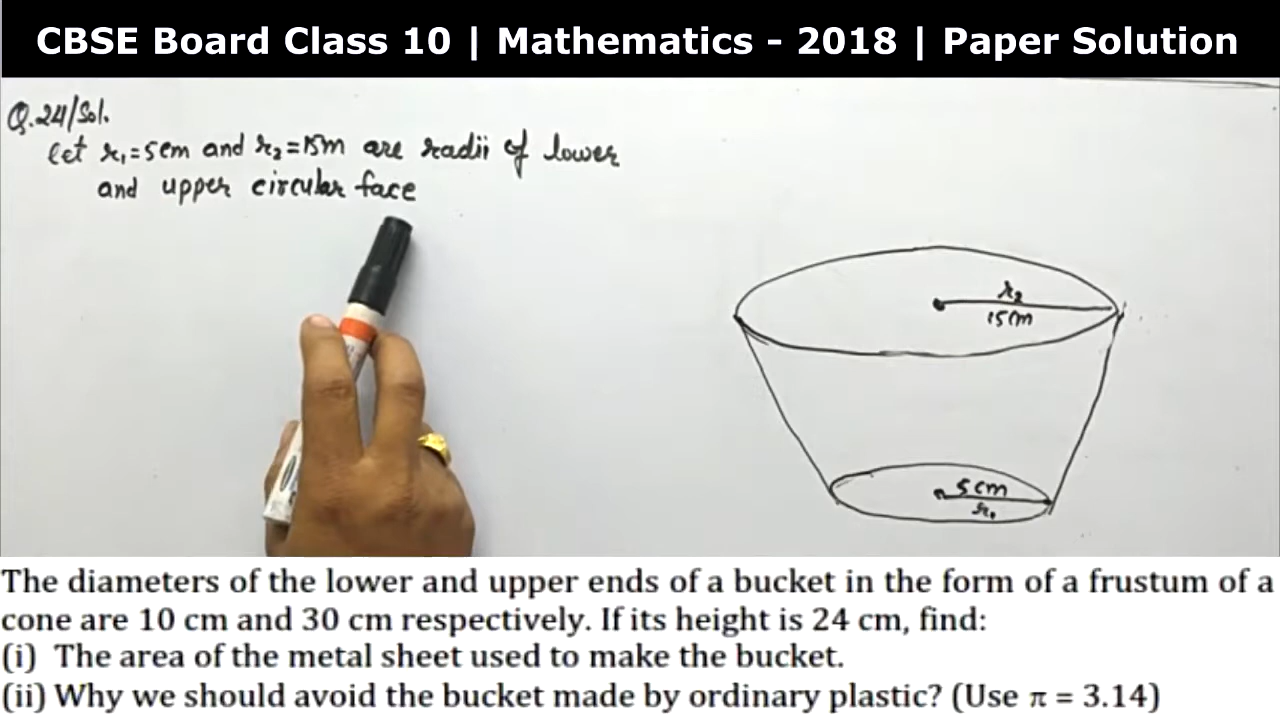 CBSE Board Class 10 | Mathematics - 2018 | Paper Solution
Q.24/Sol.
Let r₁=5cm and r₂=15m are radii of lower
and upper circular face
r₂
15cm
5cm
r₁
The diameters of the lower and upper ends of a bucket in the form of a frustum of a
cone are 10 cm and 30 cm respectively. If its height is 24 cm, find:
(i) The area of the metal sheet used to make the bucket.
(ii) Why we should avoid the bucket made by ordinary plastic? (Use π = 3.14)